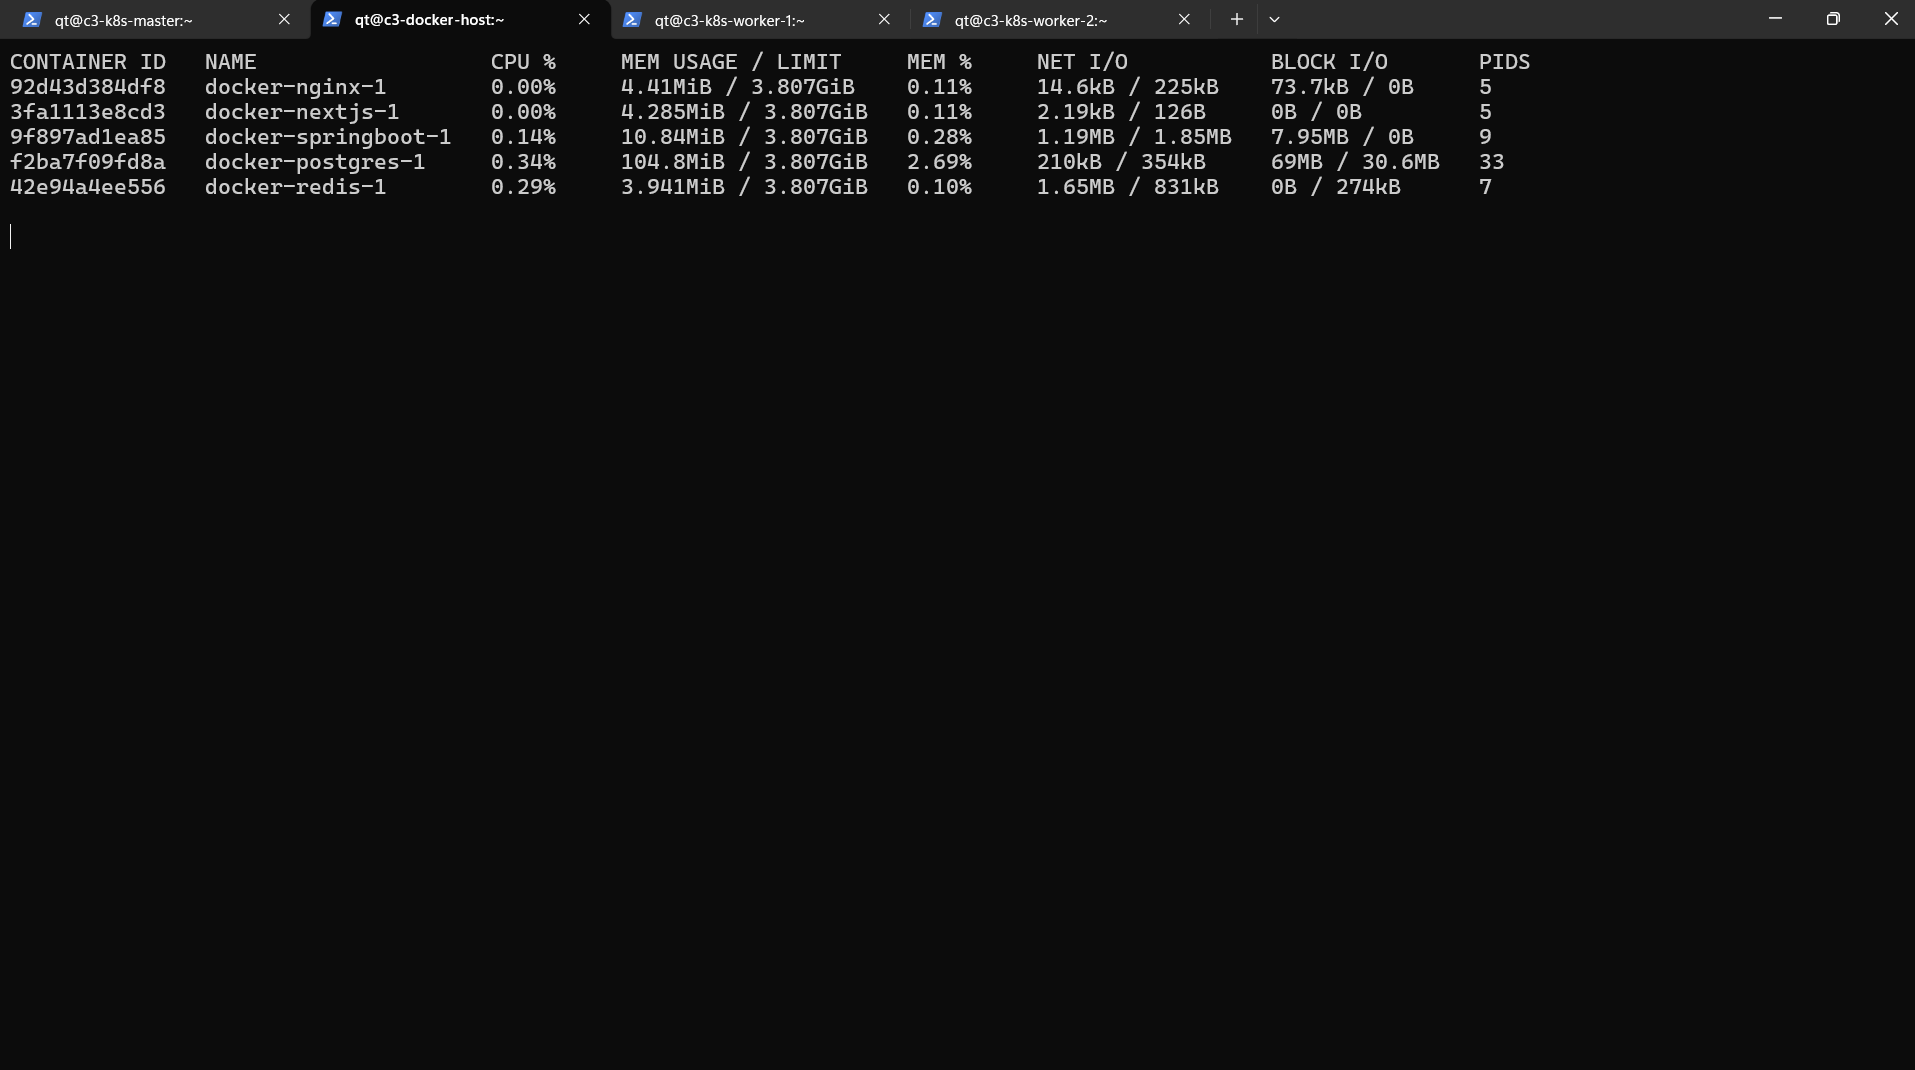 qt@c3-k8s-master:~ qt@c3-docker-host:~ qt@c3-k8s-worker-1:~ qt@c3-k8s-worker-2:~
CONTAINER ID NAME CPU % MEM USAGE / LIMIT MEM % NET I/O BLOCK I/O PIDS
92d43d384df8 docker-nginx-1 0.00% 4.41MiB / 3.807GiB 0.11% 14.6kB / 225kB 73.7kB / 0B 5
3fa1113e8cd3 docker-nextjs-1 0.00% 4.285MiB / 3.807GiB 0.11% 2.19kB / 126B 0B / 0B 5
9f897ad1ea85 docker-springboot-1 0.14% 10.84MiB / 3.807GiB 0.28% 1.19MB / 1.85MB 7.95MB / 0B 9
f2ba7f09fd8a docker-postgres-1 0.34% 104.8MiB / 3.807GiB 2.69% 210kB / 354kB 69MB / 30.6MB 33
42e94a4ee556 docker-redis-1 0.29% 3.941MiB / 3.807GiB 0.10% 1.65MB / 831kB 0B / 274kB 7